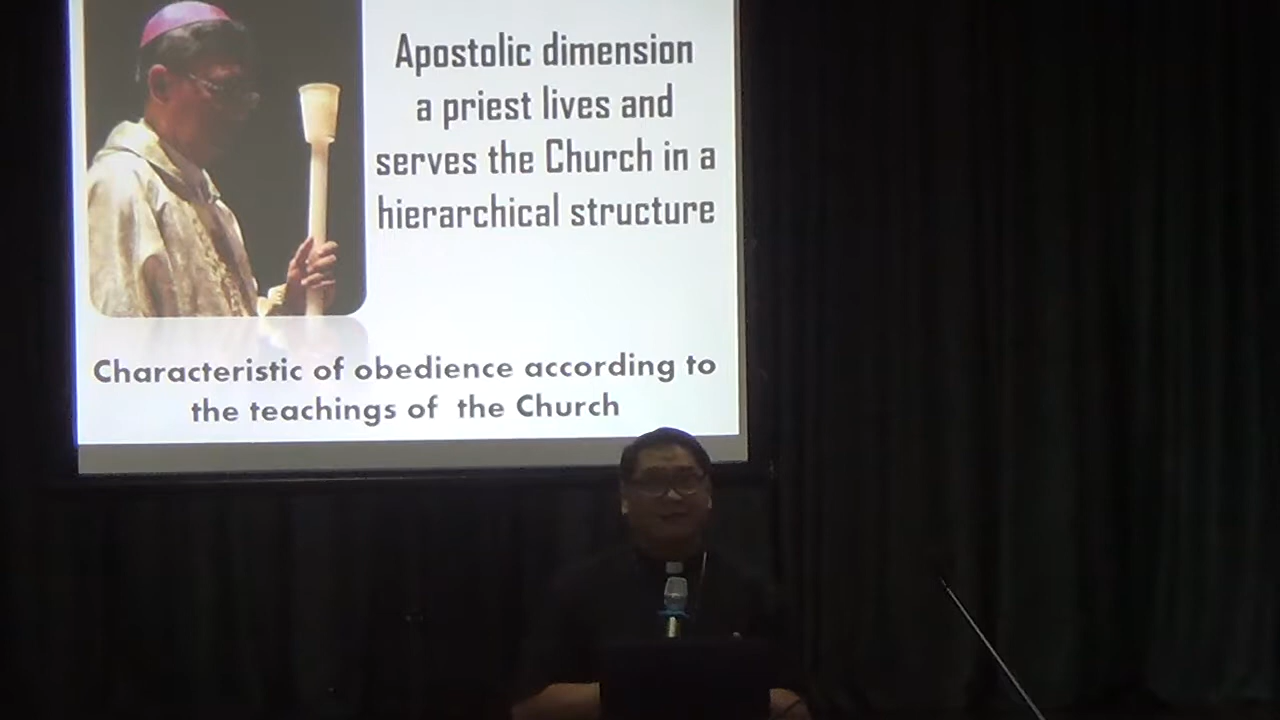 Apostolic dimension
a priest lives and
serves the Church in a
hierarchical structure
Characteristic of obedience according to
the teachings of the Church